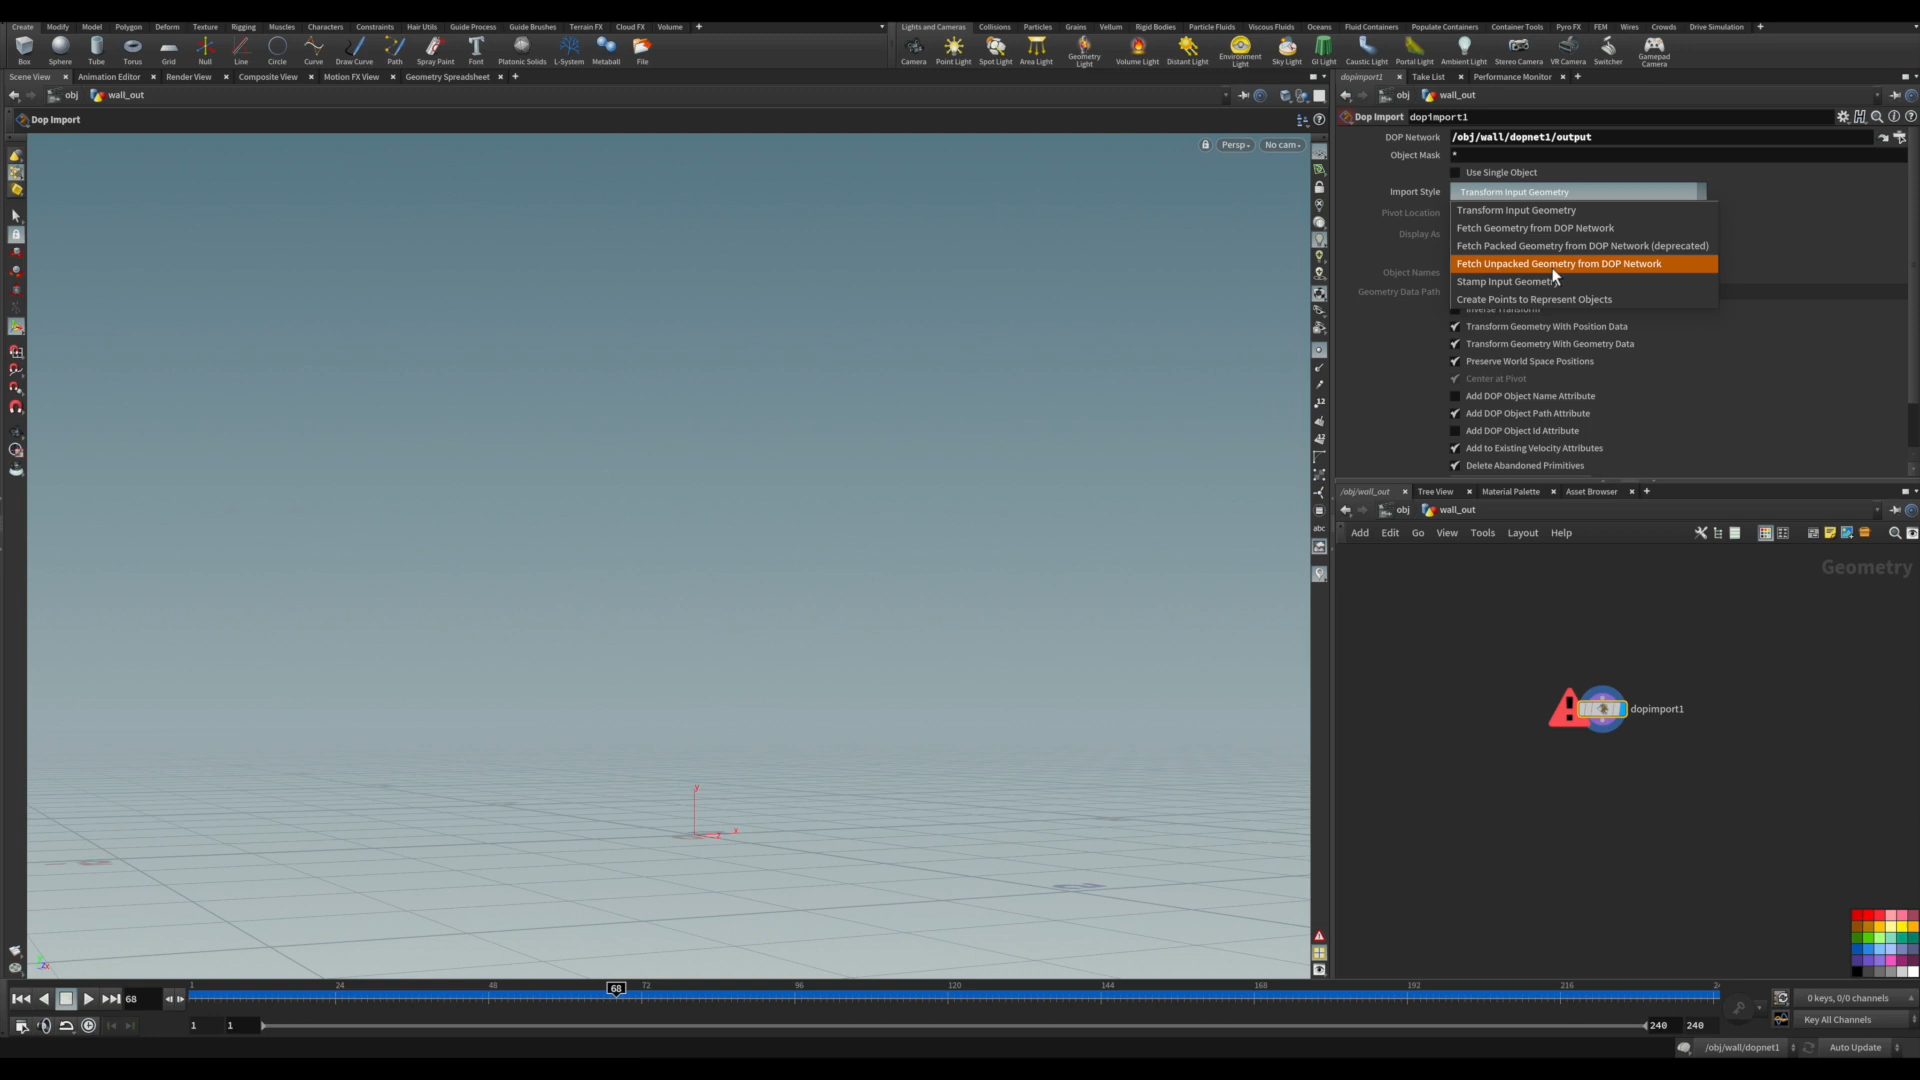 Create Modify Model Polygon Deform Texture Rigging Muscles Characters Constraints Hair Utils Guide Process Guide Brushes Terrain FX Cloud FX Volume
Lights and Cameras Collisions Particles Grains Vellum Rigid Bodies Particle Fluids Viscous Fluids Oceans Fluid Containers Populate Containers Container Tools Pyro FX FEM Wires Crowds Drive Simulation
Box Sphere Tube Torus Grid Null Line Circle Curve Draw Curve Path Spray Paint Font Platonic Solids L-System Metaball File
Camera Point Light Spot Light Area Light Geometry Light Volume Light Distant Light Environment Light Sky Light GI Light Caustic Light Portal Light Ambient Light Stereo Camera VR Camera Switcher Gamepad Camera
Scene View Animation Editor Render View Composite View Motion FX View Geometry Spreadsheet
dopimport1 Take List Performance Monitor
obj wall_out
obj wall_out
Dop Import
Dop Import dopimport1
Persp No cam
DOP Network /obj/wall/dopnet1/output
Object Mask *
Use Single Object
Import Style Transform Input Geometry
Pivot Location
Display As
Object Names
Geometry Data Path
Transform Input Geometry
Fetch Geometry from DOP Network
Fetch Packed Geometry from DOP Network (deprecated)
Fetch Unpacked Geometry from DOP Network
Stamp Input Geometry
Create Points to Represent Objects
Inverse Transform
Transform Geometry With Position Data
Transform Geometry With Geometry Data
Preserve World Space Positions
Center at Pivot
Add DOP Object Name Attribute
Add DOP Object Path Attribute
Add DOP Object Id Attribute
Add to Existing Velocity Attributes
Delete Abandoned Primitives
/obj/wall_out Tree View Material Palette Asset Browser
obj wall_out
Add Edit Go View Tools Layout Help
Geometry
dopimport1
y
x
z
12
abc
68
1 24 48 68 72 96 120 144 168 192 216
1 1 240 240
0 keys, 0/0 channels
Key All Channels
/obj/wall/dopnet1 Auto Update